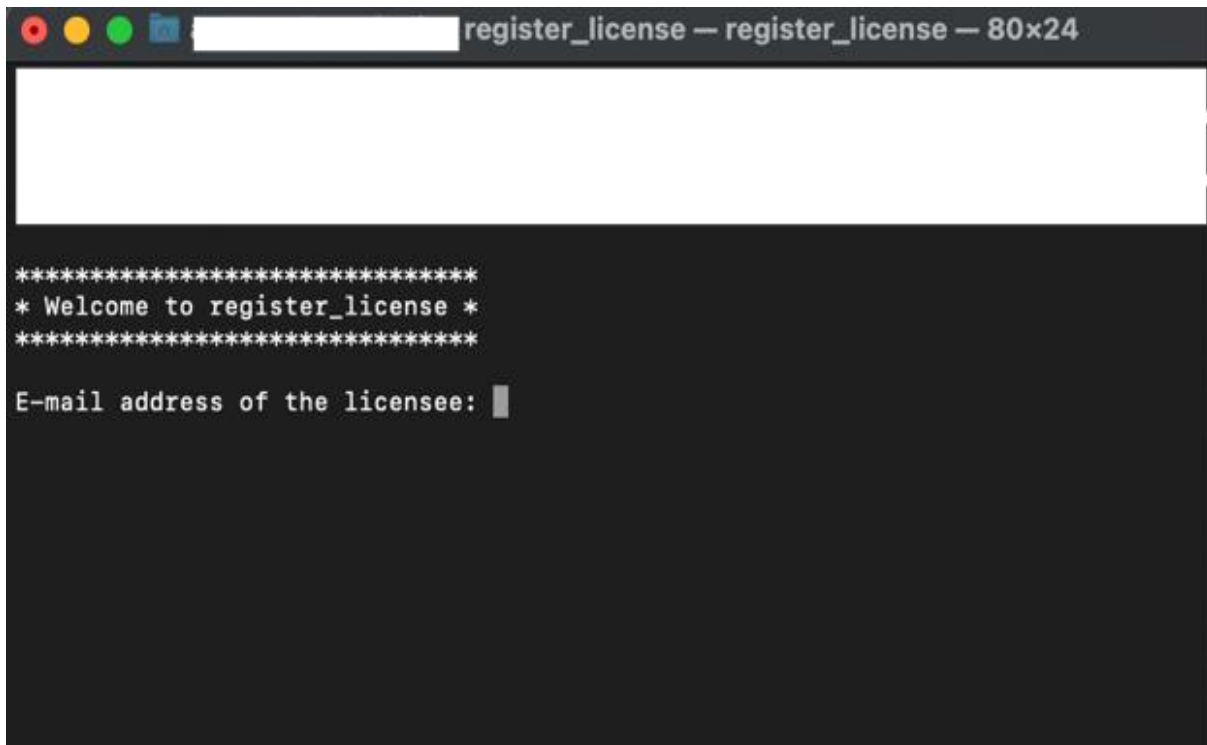 register_license — register_license — 80×24
*******************************
* Welcome to register_license *
*******************************
E-mail address of the licensee: